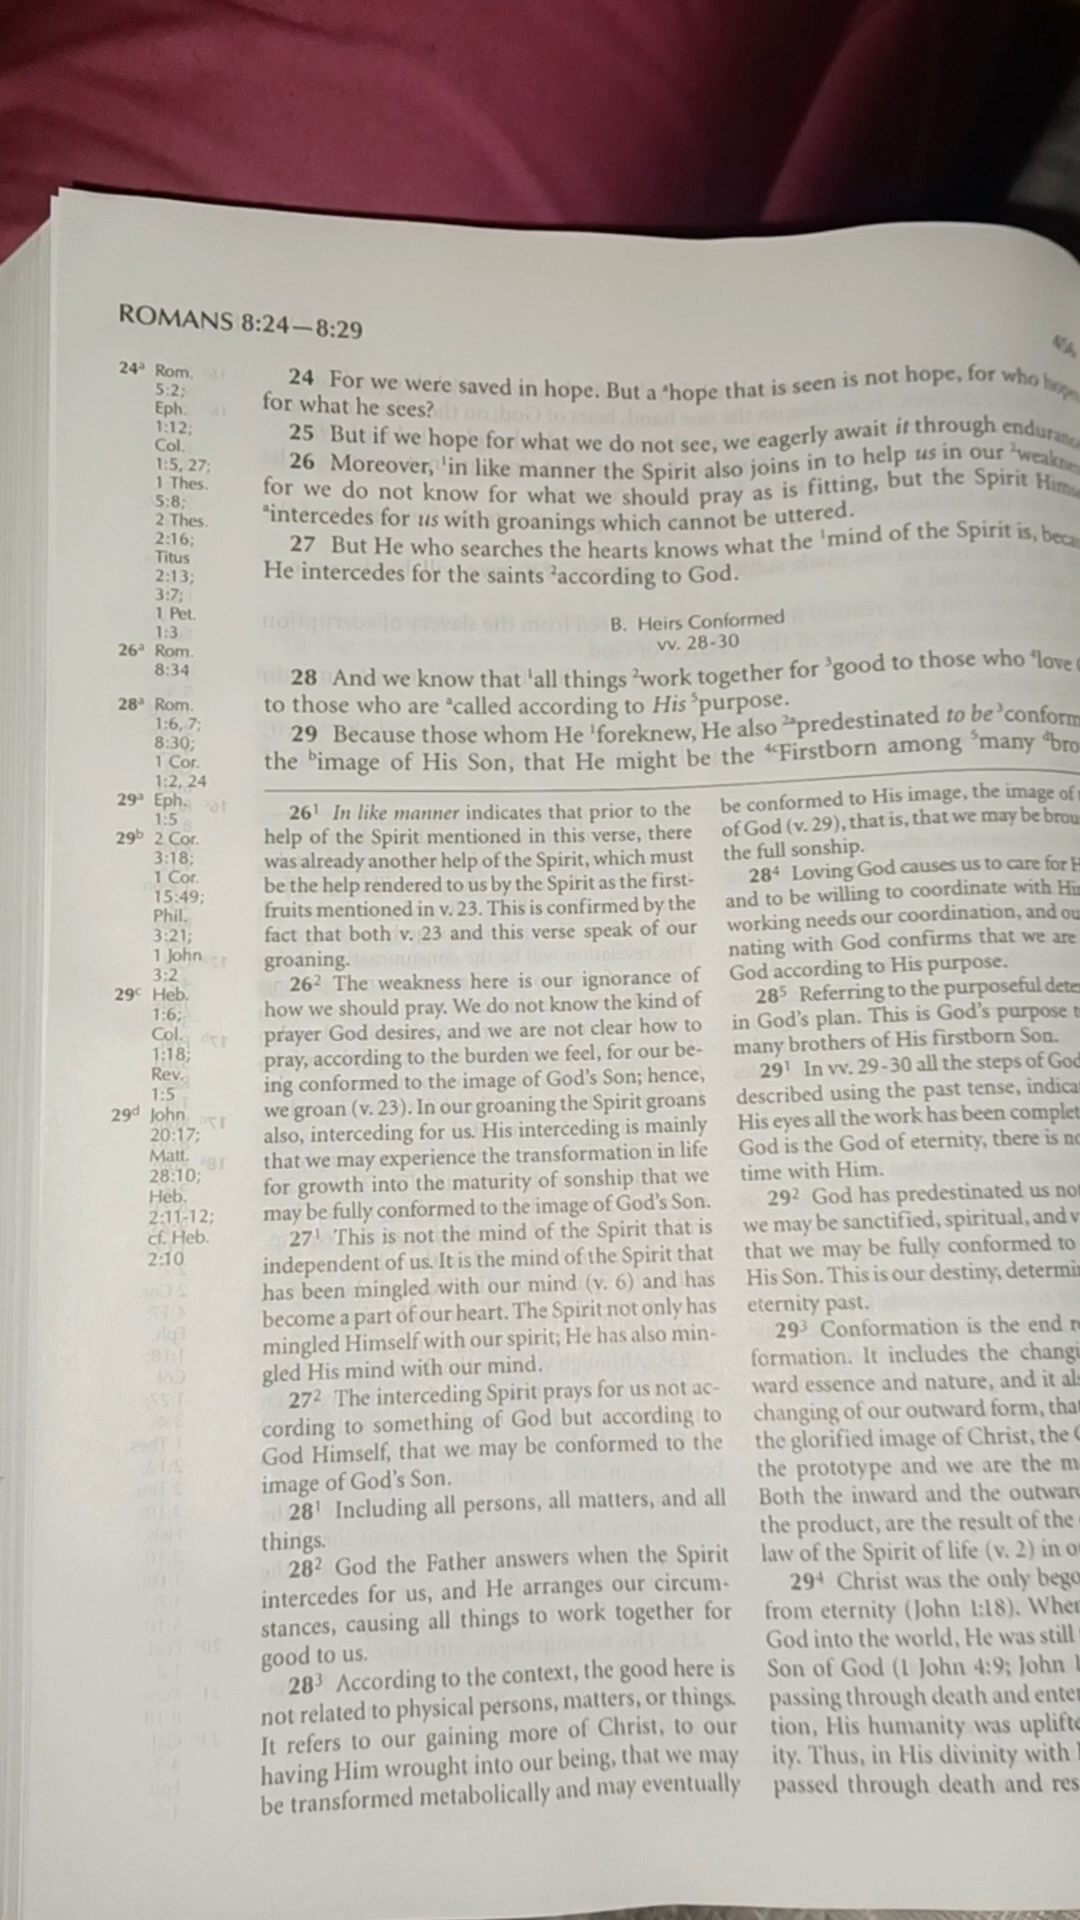 ROMANS 8:24—8:29
24ᵃ Rom.
5:2;
Eph.
1:12;
Col.
1:5, 27;
1 Thes.
5:8;
2 Thes.
2:16;
Titus
2:13;
3:7;
1 Pet.
1:3
26ᵃ Rom.
8:34
28ᵃ Rom.
1:6, 7;
8:30;
1 Cor.
1:2, 24
29ᵃ Eph.
1:5
29ᵇ 2 Cor.
3:18;
1 Cor.
15:49;
Phil.
3:21;
1 John
3:2
29ᶜ Heb.
1:6;
Col.
1:18;
Rev.
1:5
29ᵈ John
20:17;
Matt.
28:10;
Heb.
2:11-12;
cf. Heb.
2:10
24 For we were saved in hope. But a ᵃhope that is seen is not hope, for who
for what he sees?
25 But if we hope for what we do not see, we eagerly await it through
26 Moreover, ¹in like manner the Spirit also joins in to help us in our
for we do not know for what we should pray as is fitting, but the Spirit
ᵃintercedes for us with groanings which cannot be uttered.
27 But He who searches the hearts knows what the ¹mind of the Spirit is,
He intercedes for the saints ²according to God.
B. Heirs Conformed
vv. 28-30
28 And we know that ¹all things ²work together for ³good to those who ⁴love
to those who are ᵃcalled according to His ⁵purpose.
29 Because those whom He ¹foreknew, He also ²ᵃpredestinated to be ³conform
the ᵇimage of His Son, that He might be the ⁴ᶜFirstborn among ⁵many ᵈbro
26¹ In like manner indicates that prior to the
help of the Spirit mentioned in this verse, there
was already another help of the Spirit, which must
be the help rendered to us by the Spirit as the first-
fruits mentioned in v. 23. This is confirmed by the
fact that both v. 23 and this verse speak of our
groaning.
26² The weakness here is our ignorance of
how we should pray. We do not know the kind of
prayer God desires, and we are not clear how to
pray, according to the burden we feel, for our be-
ing conformed to the image of God's Son; hence,
we groan (v. 23). In our groaning the Spirit groans
also, interceding for us. His interceding is mainly
that we may experience the transformation in life
for growth into the maturity of sonship that we
may be fully conformed to the image of God's Son.
27¹ This is not the mind of the Spirit that is
independent of us. It is the mind of the Spirit that
has been mingled with our mind (v. 6) and has
become a part of our heart. The Spirit not only has
mingled Himself with our spirit; He has also min-
gled His mind with our mind.
27² The interceding Spirit prays for us not ac-
cording to something of God but according to
God Himself, that we may be conformed to the
image of God's Son.
28¹ Including all persons, all matters, and all
things.
28² God the Father answers when the Spirit
intercedes for us, and He arranges our circum-
stances, causing all things to work together for
good to us.
28³ According to the context, the good here is
not related to physical persons, matters, or things.
It refers to our gaining more of Christ, to our
having Him wrought into our being, that we may
be transformed metabolically and may eventually
be conformed to His image, the image of
of God (v. 29), that is, that we may be brou
the full sonship.
28⁴ Loving God causes us to care for
and to be willing to coordinate with
working needs our coordination, and
nating with God confirms that we are
God according to His purpose.
28⁵ Referring to the purposeful dete
in God's plan. This is God's purpose
many brothers of His firstborn Son.
29¹ In vv. 29-30 all the steps of God
described using the past tense, indica
His eyes all the work has been complet
God is the God of eternity, there is
time with Him.
29² God has predestinated us not
we may be sanctified, spiritual, and
that we may be fully conformed to
His Son. This is our destiny, determi
eternity past.
29³ Conformation is the end
formation. It includes the changi
ward essence and nature, and it
changing of our outward form, that
the glorified image of Christ, the
the prototype and we are the
Both the inward and the outward
the product, are the result of the
law of the Spirit of life (v. 2) in
29⁴ Christ was the only bego
from eternity (John 1:18). When
God into the world, He was still
Son of God (1 John 4:9; John
passing through death and enter
tion, His humanity was uplifte
ity. Thus, in His divinity with
passed through death and res